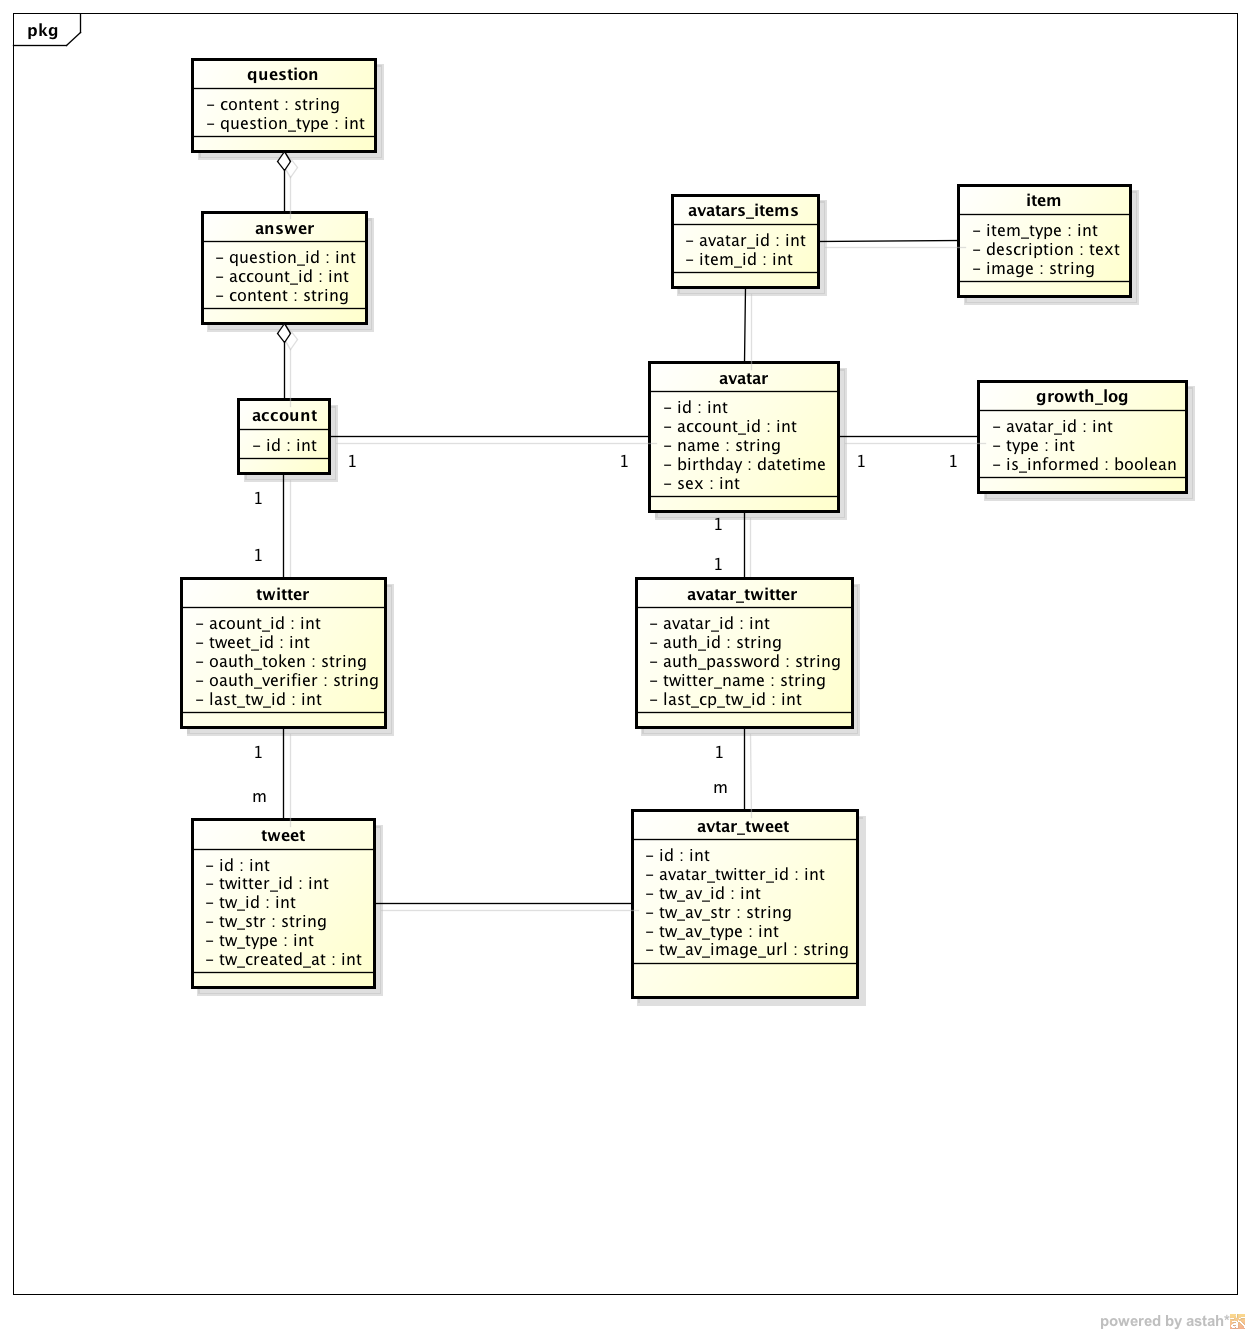 pkg
question
- content : string
- question_type : int
answer
- question_id : int
- account_id : int
- content : string
avatars_items
- avatar_id : int
- item_id : int
item
- item_type : int
- description : text
- image : string
account
- id : int
1
1
avatar
- id : int
- account_id : int
- name : string
- birthday : datetime
- sex : int
1
1
growth_log
- avatar_id : int
- type : int
- is_informed : boolean
1
1
1
1
twitter
- acount_id : int
- tweet_id : int
- oauth_token : string
- oauth_verifier : string
- last_tw_id : int
avatar_twitter
- avatar_id : int
- auth_id : string
- auth_password : string
- twitter_name : string
- last_cp_tw_id : int
1
m
1
m
tweet
- id : int
- twitter_id : int
- tw_id : int
- tw_str : string
- tw_type : int
- tw_created_at : int
avtar_tweet
- id : int
- avatar_twitter_id : int
- tw_av_id : int
- tw_av_str : string
- tw_av_type : int
- tw_av_image_url : string
powered by astah*